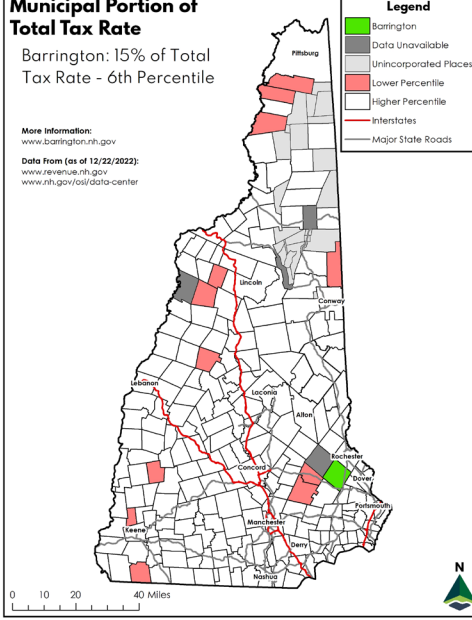 Municipal Portion of
Total Tax Rate
Barrington: 15% of Total
Tax Rate - 6th Percentile
More Information:
www.barrington.nh.gov
Data From (as of 12/22/2022):
www.revenue.nh.gov
www.nh.gov/osi/data-center
Legend
Barrington
Data Unavailable
Unincorporated Places
Lower Percentile
Higher Percentile
Interstates
Major State Roads
Pittsburg
Lincoln
Conway
Lebanon
Laconia
Alton
Rochester
Concord
Dover
Portsmouth
Manchester
Keene
Derry
Nashua
N
0 10 20 40 Miles